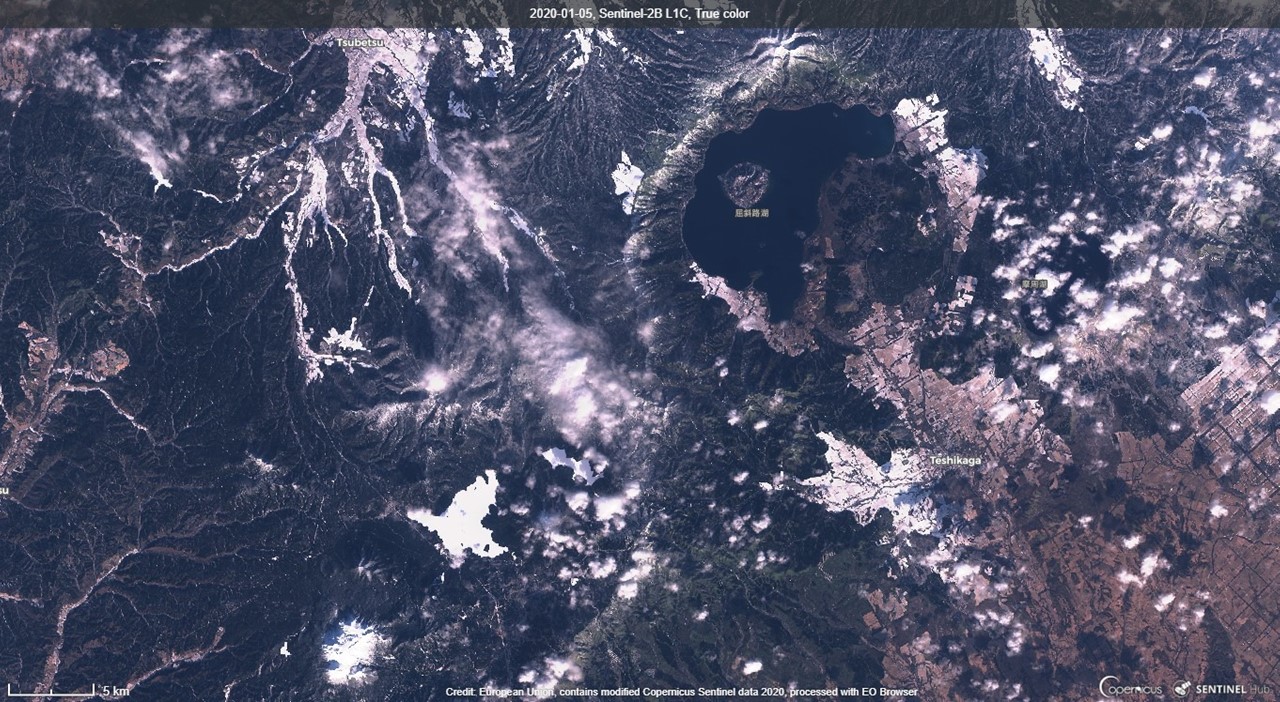 2020-01-05, Sentinel-2B L1C, True color
Tsubetsu
屈斜路湖
摩周湖
Teshikaga
su
5 km
Credit: European Union, contains modified Copernicus Sentinel data 2020, processed with EO Browser
Copernicus
SENTINEL Hub